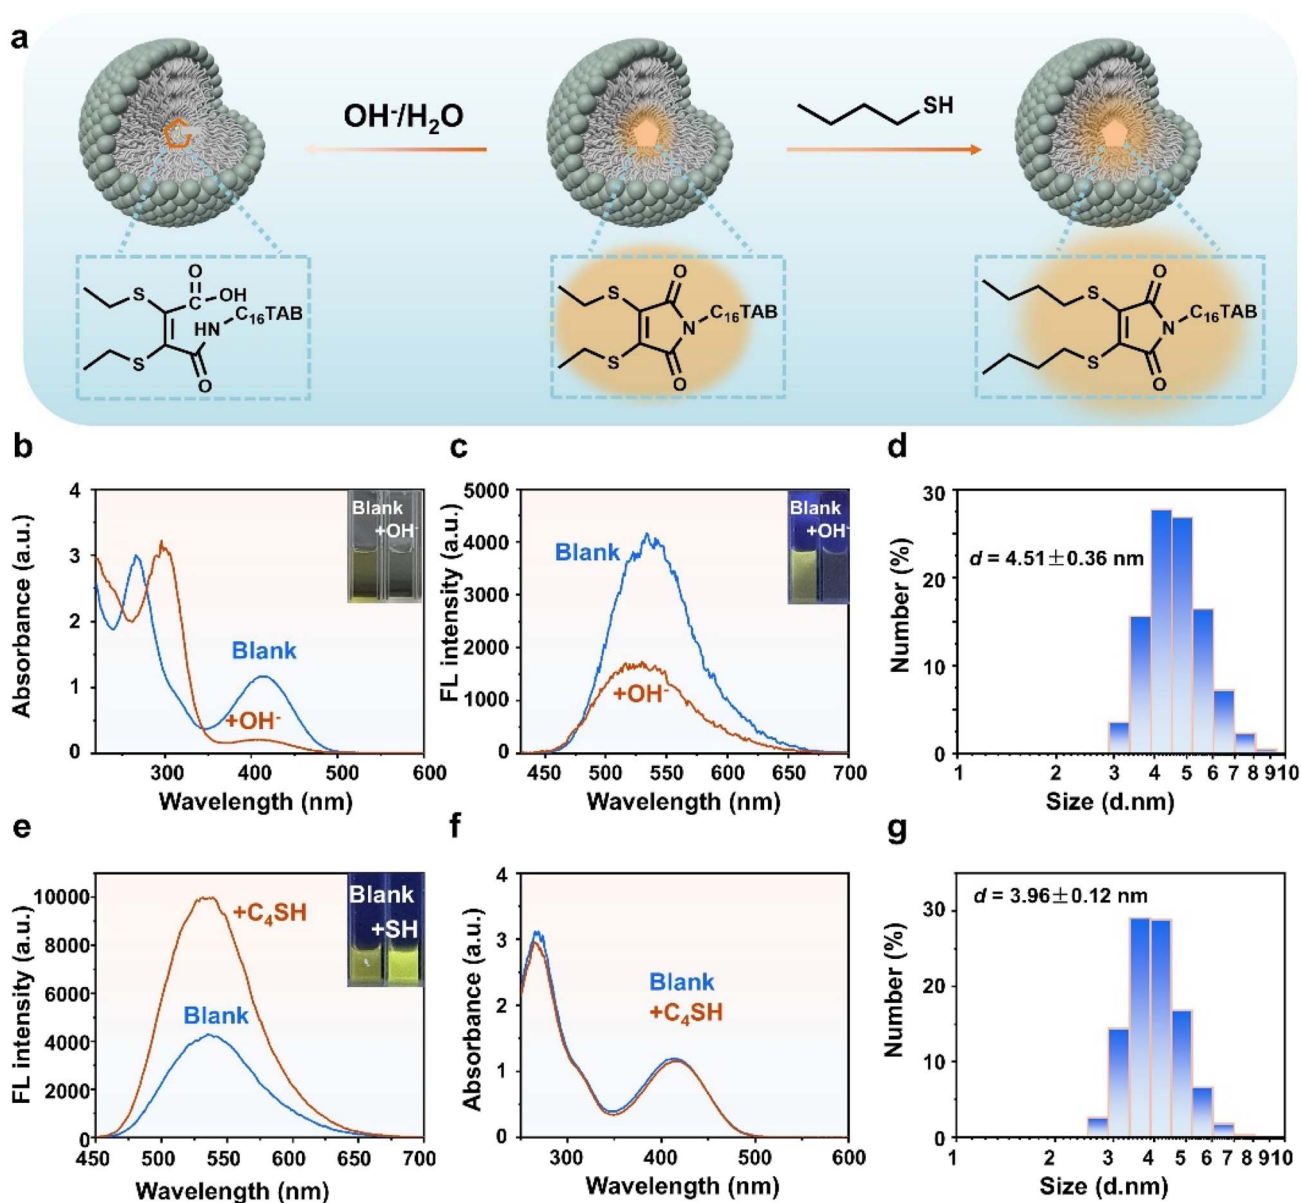 a
OH⁻/H₂O
SH
S
O
OH
HN
C₁₆TAB
S
O
O
S
N
C₁₆TAB
S
O
O
S
N
C₁₆TAB
S
O
b
Absorbance (a.u.)
4
3
2
1
0
Blank
+OH⁻
Blank
+OH⁻
300
400
500
600
Wavelength (nm)
c
FL intensity (a.u.)
5000
4000
3000
2000
1000
0
Blank
+OH⁻
Blank
+OH⁻
450
500
550
600
650
700
Wavelength (nm)
d
Number (%)
30
20
10
0
d = 4.51±0.36 nm
1
2
3
4
5
6
7
8
9
10
Size (d.nm)
e
FL intensity (a.u.)
10000
8000
6000
4000
2000
0
+C₄SH
Blank
Blank
+SH
450
500
550
600
650
700
Wavelength (nm)
f
Absorbance (a.u.)
4
3
2
1
0
Blank
+C₄SH
300
400
500
600
Wavelength (nm)
g
Number (%)
30
20
10
0
d = 3.96±0.12 nm
1
2
3
4
5
6
7
8
9
10
Size (d.nm)